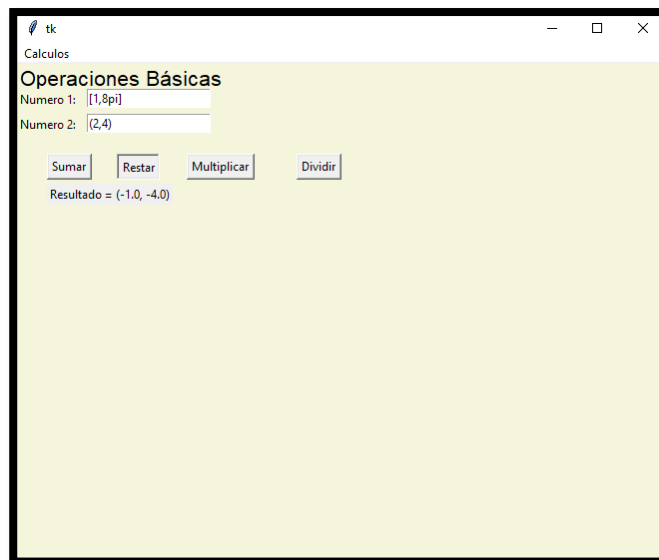 tk
Calculos
Operaciones Básicas
Numero 1: [1,8pi]
Numero 2: (2,4)
Sumar Restar Multiplicar Dividir
Resultado = (-1.0, -4.0)